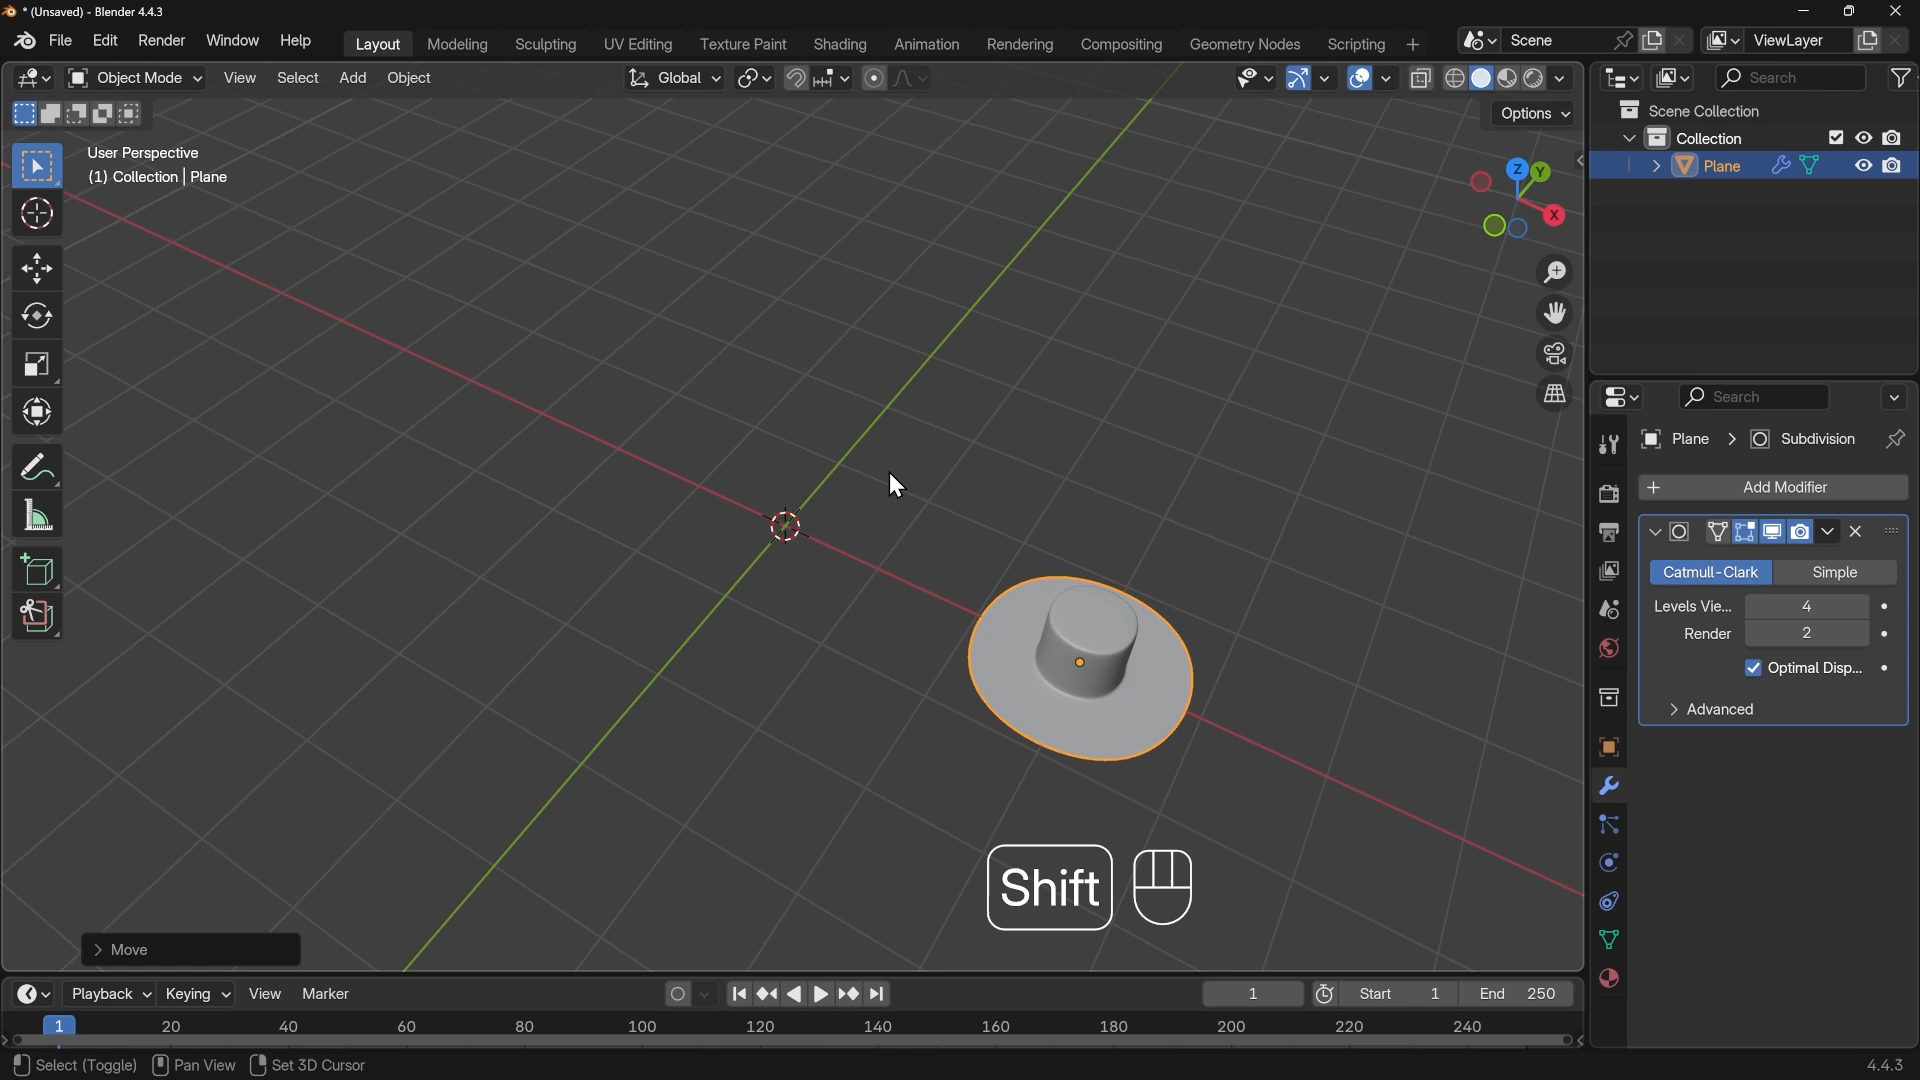 * (Unsaved) - Blender 4.4.3
File Edit Render Window Help Layout Modeling Sculpting UV Editing Texture Paint Shading Animation Rendering Compositing Geometry Nodes Scripting + Scene ViewLayer
Object Mode View Select Add Object Global Search
Options
User Perspective
(1) Collection | Plane
Z Y X
Scene Collection
Collection
Plane
Search
Plane > Subdivision
+ Add Modifier
Catmull-Clark Simple
Levels Vie... 4
Render 2
Optimal Disp...
> Advanced
Shift
> Move
Playback Keying View Marker 1 Start 1 End 250
1 20 40 60 80 100 120 140 160 180 200 220 240
Select (Toggle) Pan View Set 3D Cursor 4.4.3